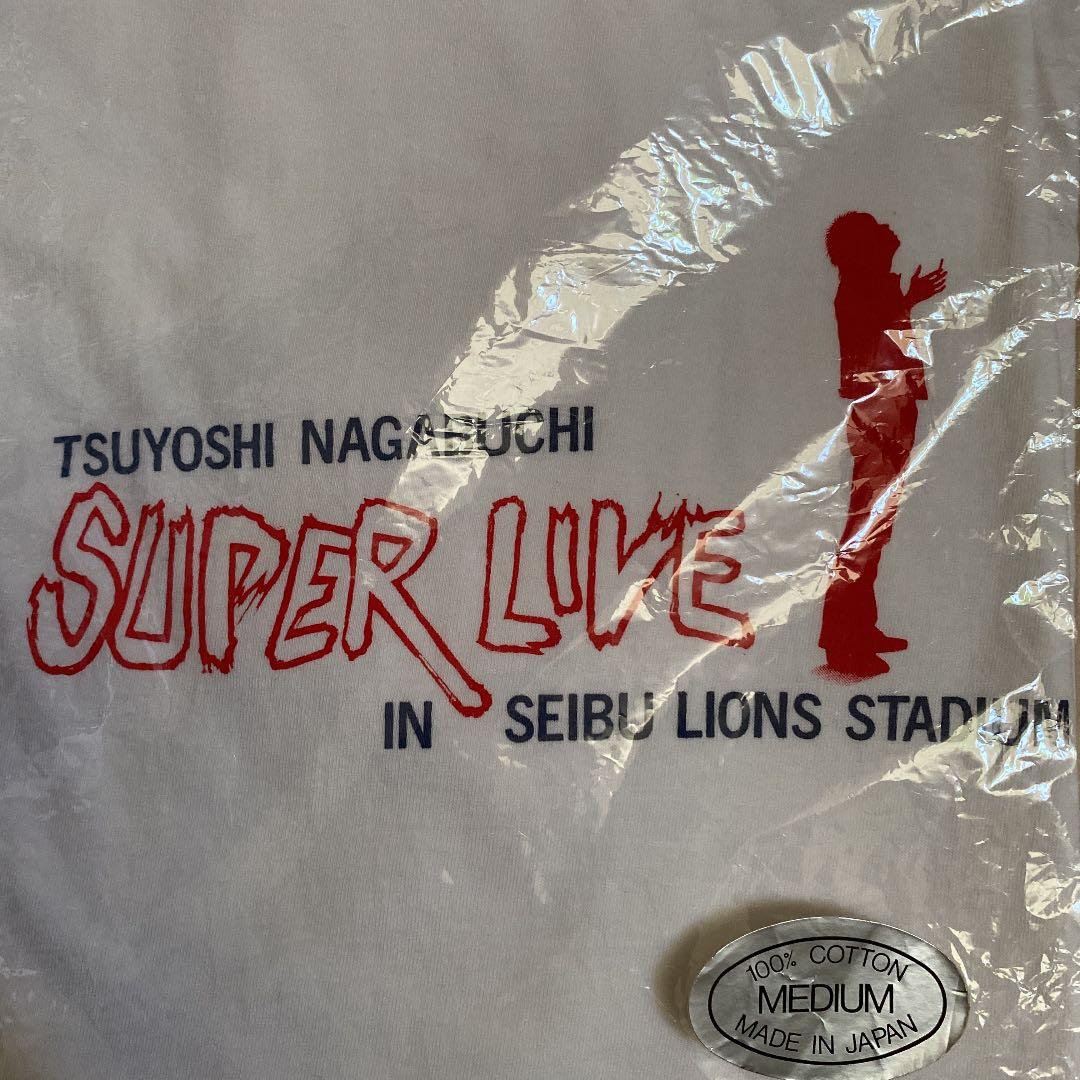 TSUYOSHI NAGABUCHI
SUPER LIVE
IN SEIBU LIONS STADIUM
100% COTTON
MEDIUM
MADE IN JAPAN